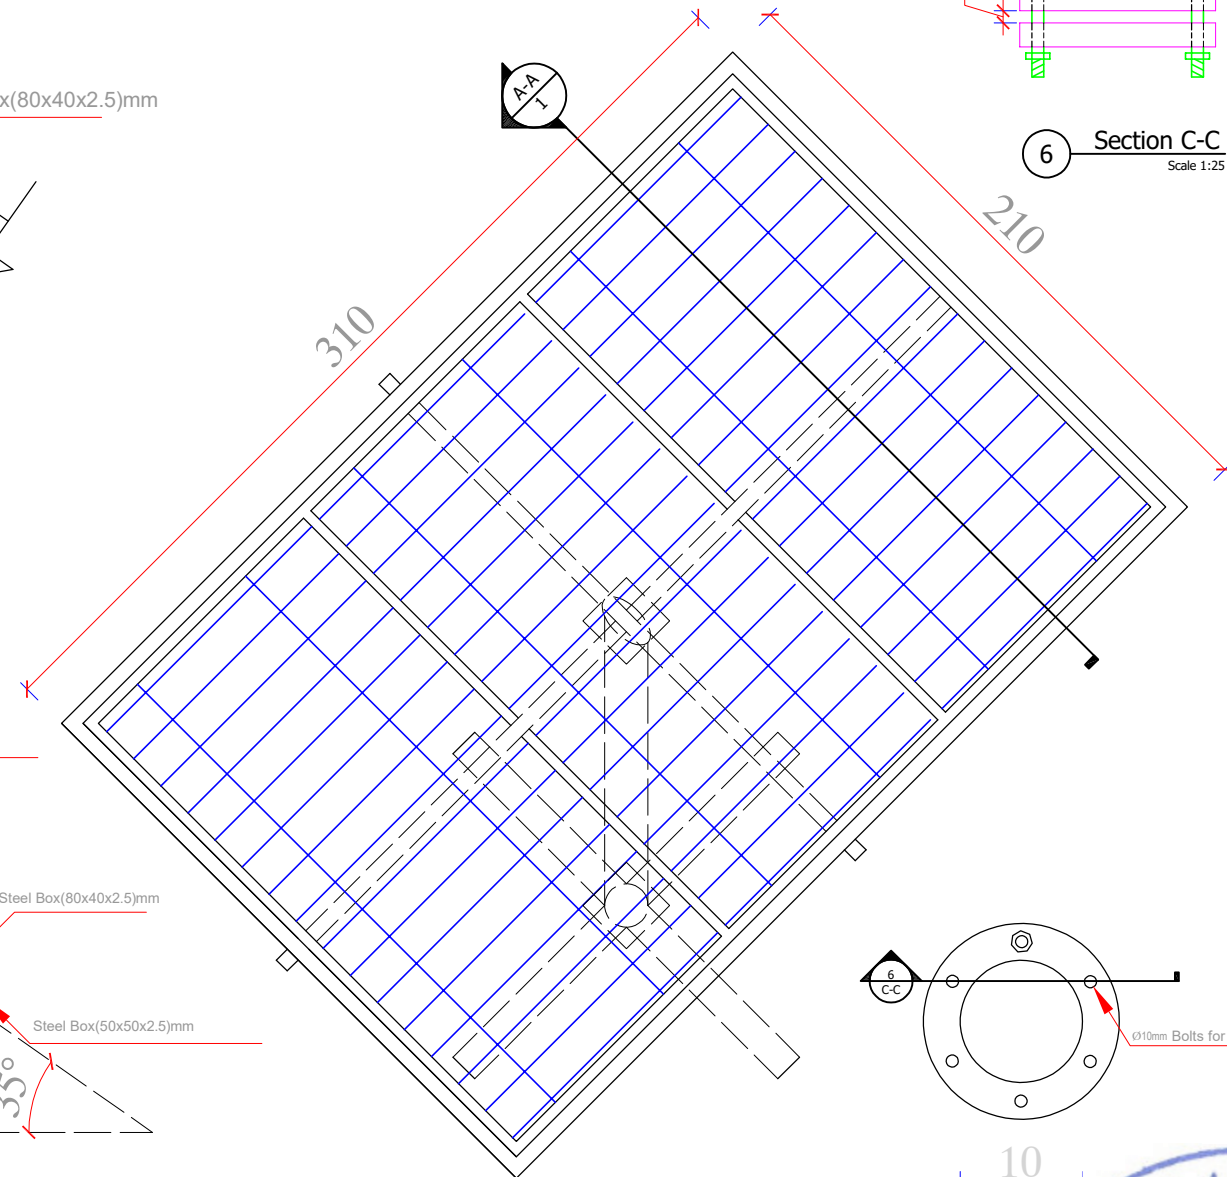 x(80x40x2.5)mm
A-A
1
6
Section C-C
Scale 1:25
210
310
Steel Box(80x40x2.5)mm
Steel Box(50x50x2.5)mm
35°
6
C-C
Ø10mm Bolts for
10